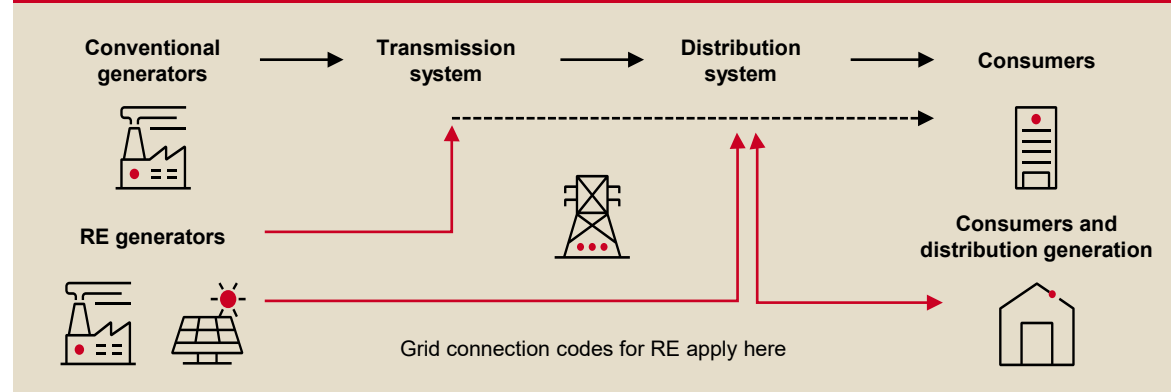 Conventional
generators
Transmission
system
Distribution
system
Consumers
RE generators
Consumers and
distribution generation
Grid connection codes for RE apply here